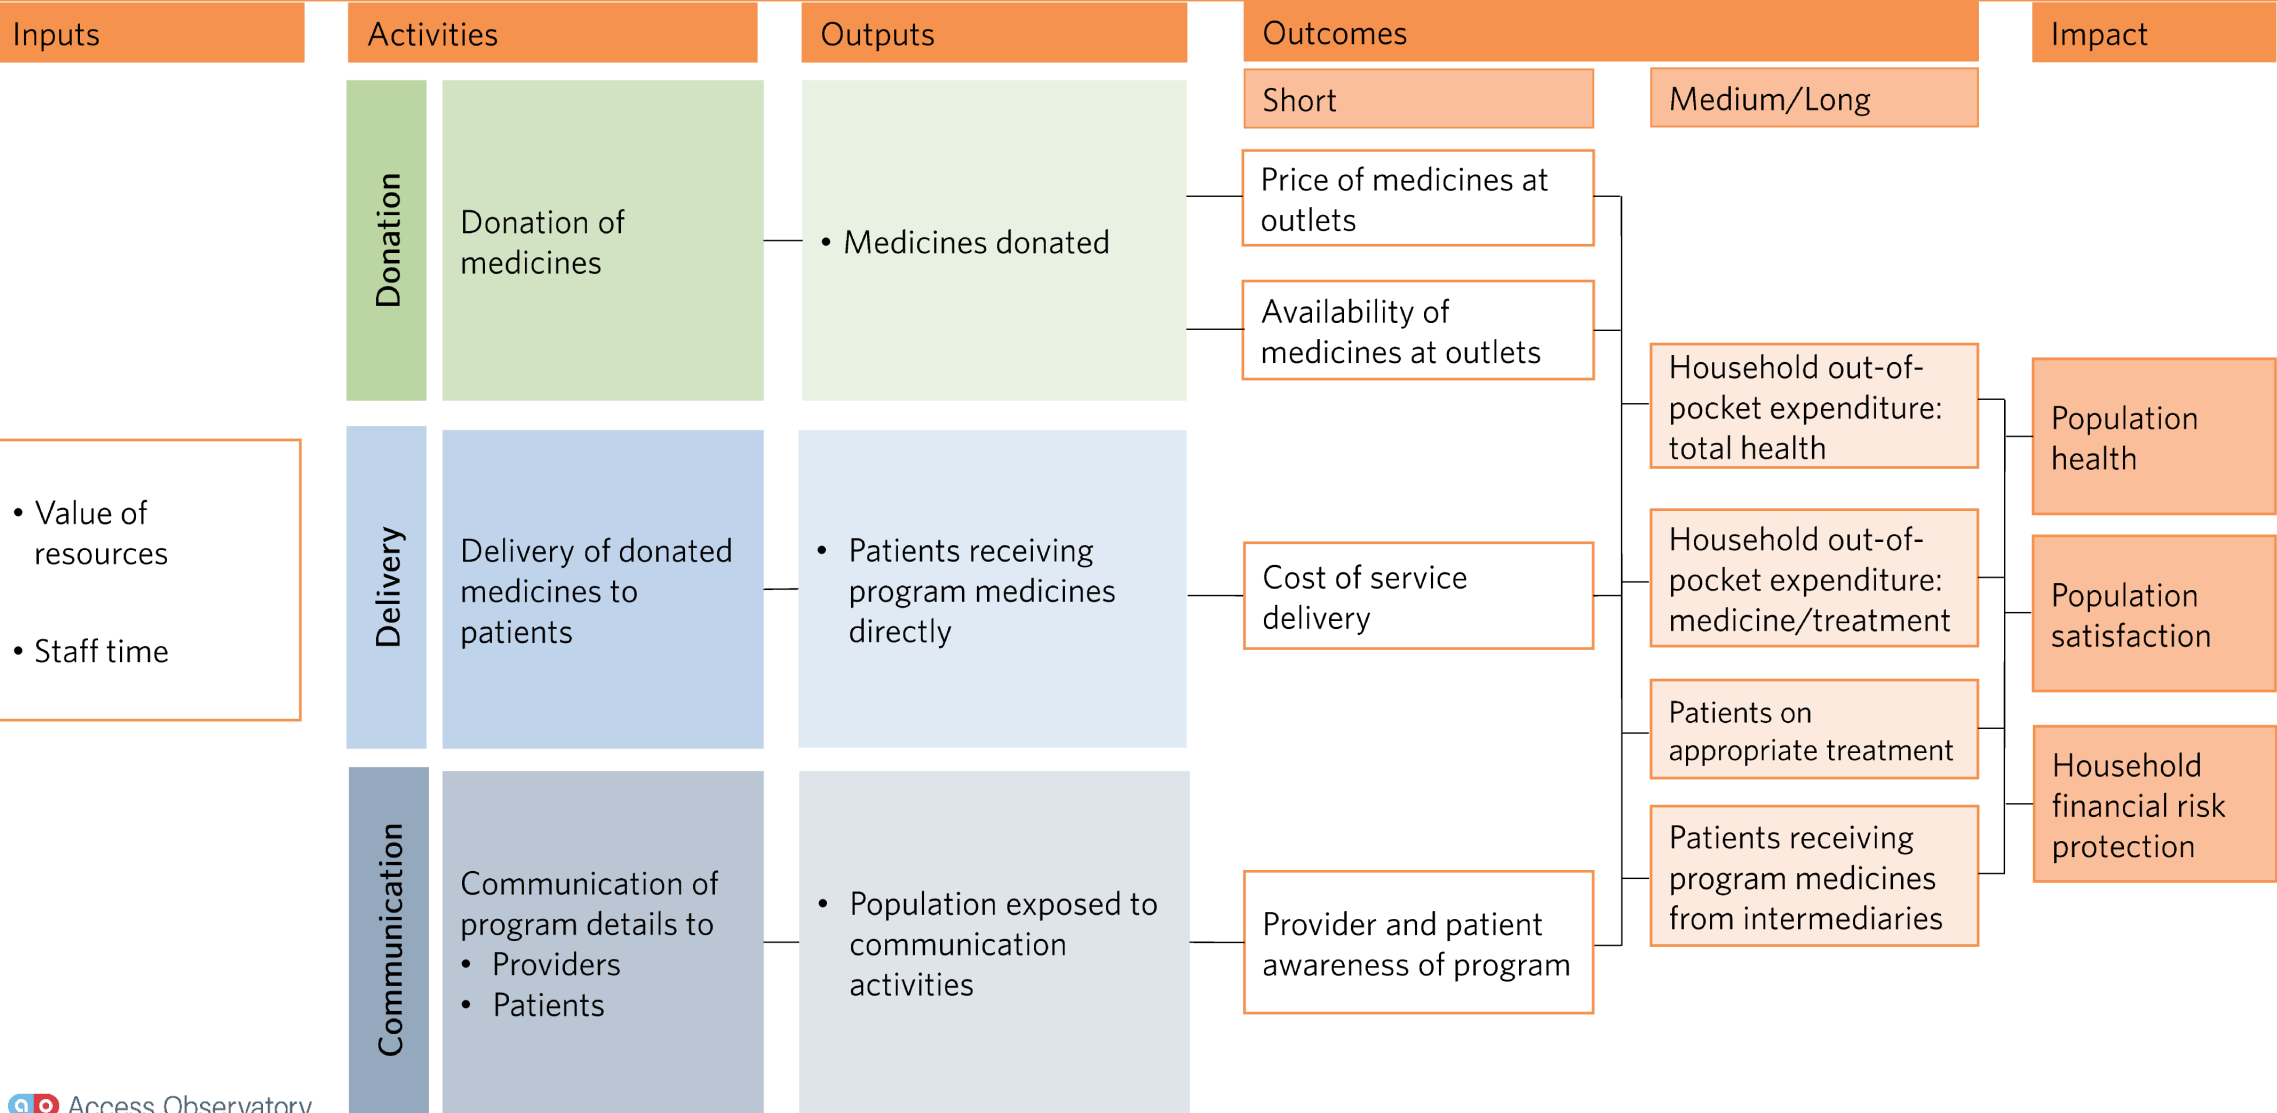 Inputs
Activities
Outputs
Outcomes
Impact
Short
Medium/Long
• Value of
resources
• Staff time
Donation
Donation of
medicines
• Medicines donated
Price of medicines at
outlets
Availability of
medicines at outlets
Delivery
Delivery of donated
medicines to
patients
• Patients receiving
program medicines
directly
Cost of service
delivery
Communication
Communication of
program details to
• Providers
• Patients
• Population exposed to
communication
activities
Provider and patient
awareness of program
Household out-of-
pocket expenditure:
total health
Household out-of-
pocket expenditure:
medicine/treatment
Patients on
appropriate treatment
Patients receiving
program medicines
from intermediaries
Population
health
Population
satisfaction
Household
financial risk
protection
ao Access Observatory